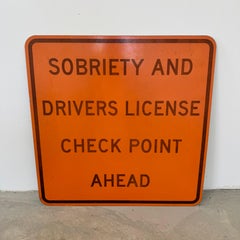 SOBRIETY AND
DRIVERS LICENSE
CHECK POINT
AHEAD